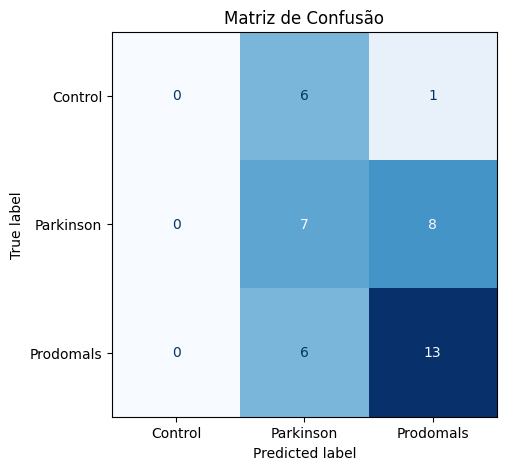 Matriz de Confusão
Control 0 6 1
Parkinson 0 7 8
Prodomals 0 6 13
True label
Control Parkinson Prodomals
Predicted label